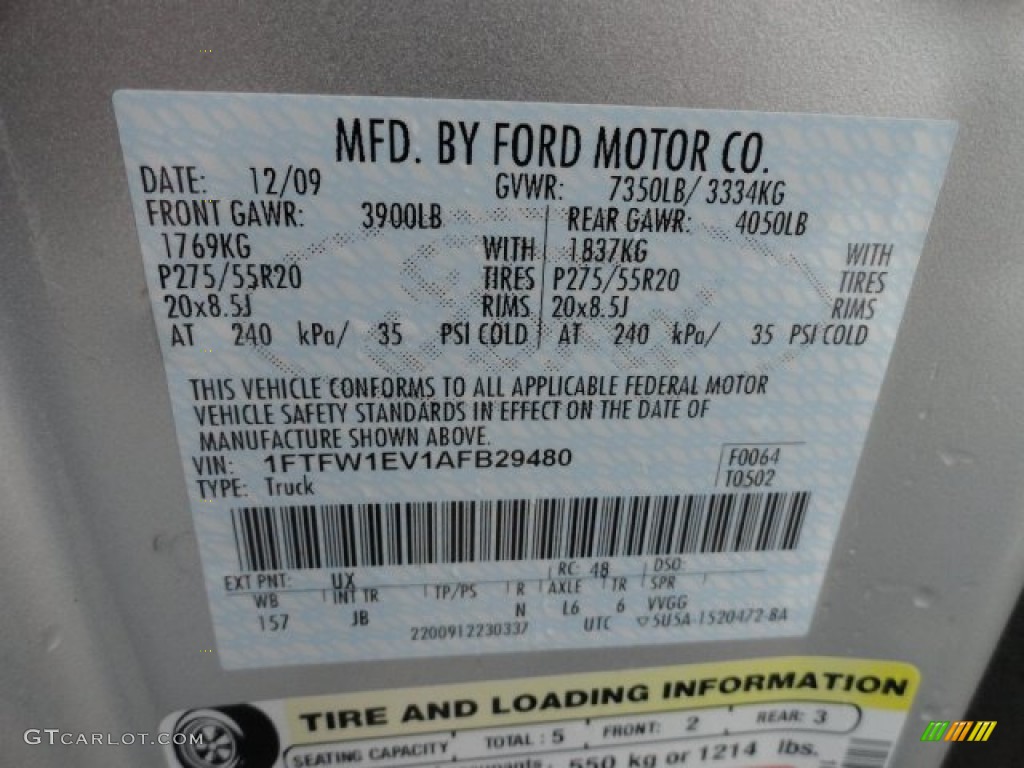 MFD. BY FORD MOTOR CO.
DATE: 12/09 GVWR: 7350LB/ 3334KG
FRONT GAWR: 3900LB REAR GAWR: 4050LB
1769KG WITH 1837KG WITH
P275/55R20 TIRES P275/55R20 TIRES
20x8.5J RIMS 20x8.5J RIMS
AT 240 kPa/ 35 PSI COLD AT 240 kPa/ 35 PSI COLD
THIS VEHICLE CONFORMS TO ALL APPLICABLE FEDERAL MOTOR
VEHICLE SAFETY STANDARDS IN EFFECT ON THE DATE OF
MANUFACTURE SHOWN ABOVE.
VIN: 1FTFW1EV1AFB29480 F0064
TYPE: Truck T0502
EXT PNT: UX RC: 48 DSO:
WB INT TR TP/PS R AXLE TR SPR
157 JB N L6 6 VVGG
2200912230337 UTC ▽5U5A-1520472-BA
TIRE AND LOADING INFORMATION
SEATING CAPACITY TOTAL : 5 FRONT: 2 REAR: 3
550 kg or 1214 lbs.
GTCarLot.com